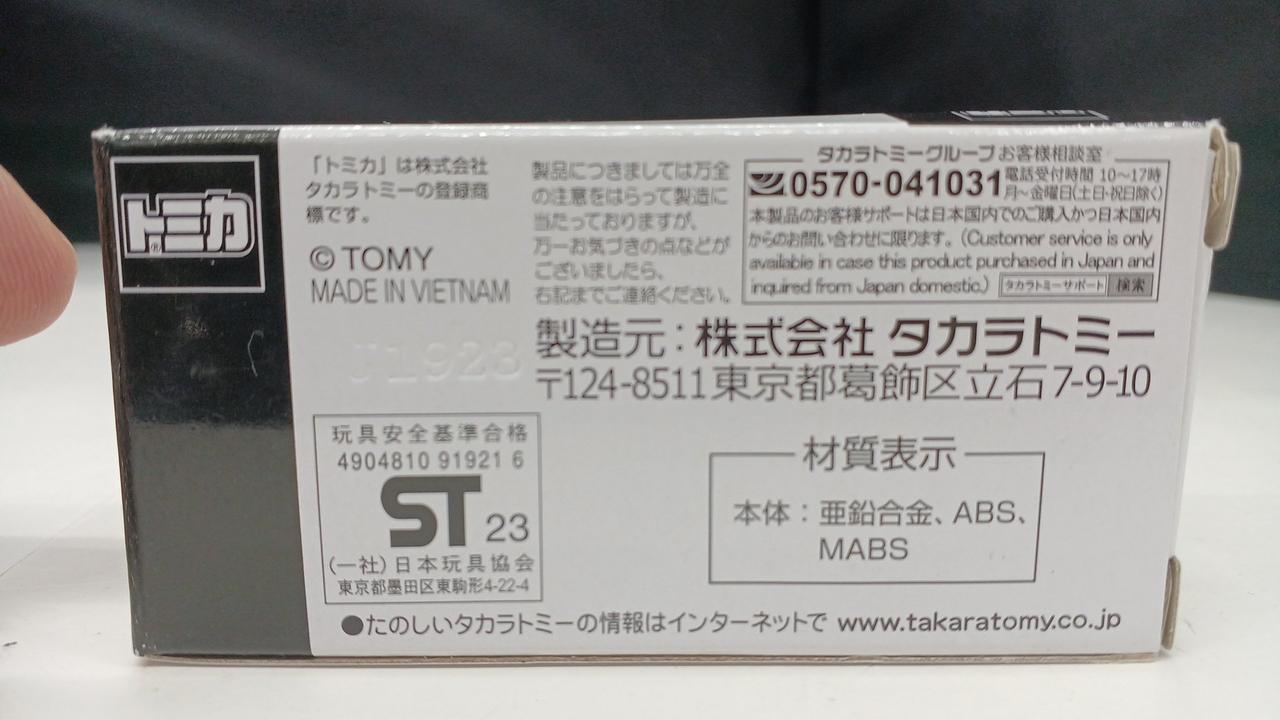 トミカ®
「トミカ」は株式会社
タカラトミーの登録商
標です。
© TOMY
MADE IN VIETNAM
J1923
製品につきましては万全
の注意をはらって製造に
当たっておりますが、
万一お気づきの点などが
ございましたら、
右記までご連絡ください。
タカラトミーグループお客様相談室
0570-041031 電話受付時間 10〜17時
月〜金曜日(土日・祝日除く)
本製品のお客様サポートは日本国内でのご購入かつ日本国内
からのお問い合わせに限ります。(Customer service is only
available in case this product purchased in Japan and
inquired from Japan domestic.) タカラトミーサポート 検索
製造元:株式会社 タカラトミー
〒124-8511東京都葛飾区立石7-9-10
玩具安全基準合格
4904810 91921 6
ST 23
(一社)日本玩具協会
東京都墨田区東駒形4-22-4
材質表示
本体:亜鉛合金、ABS、
MABS
●たのしいタカラトミーの情報はインターネットで www.takaratomy.co.jp